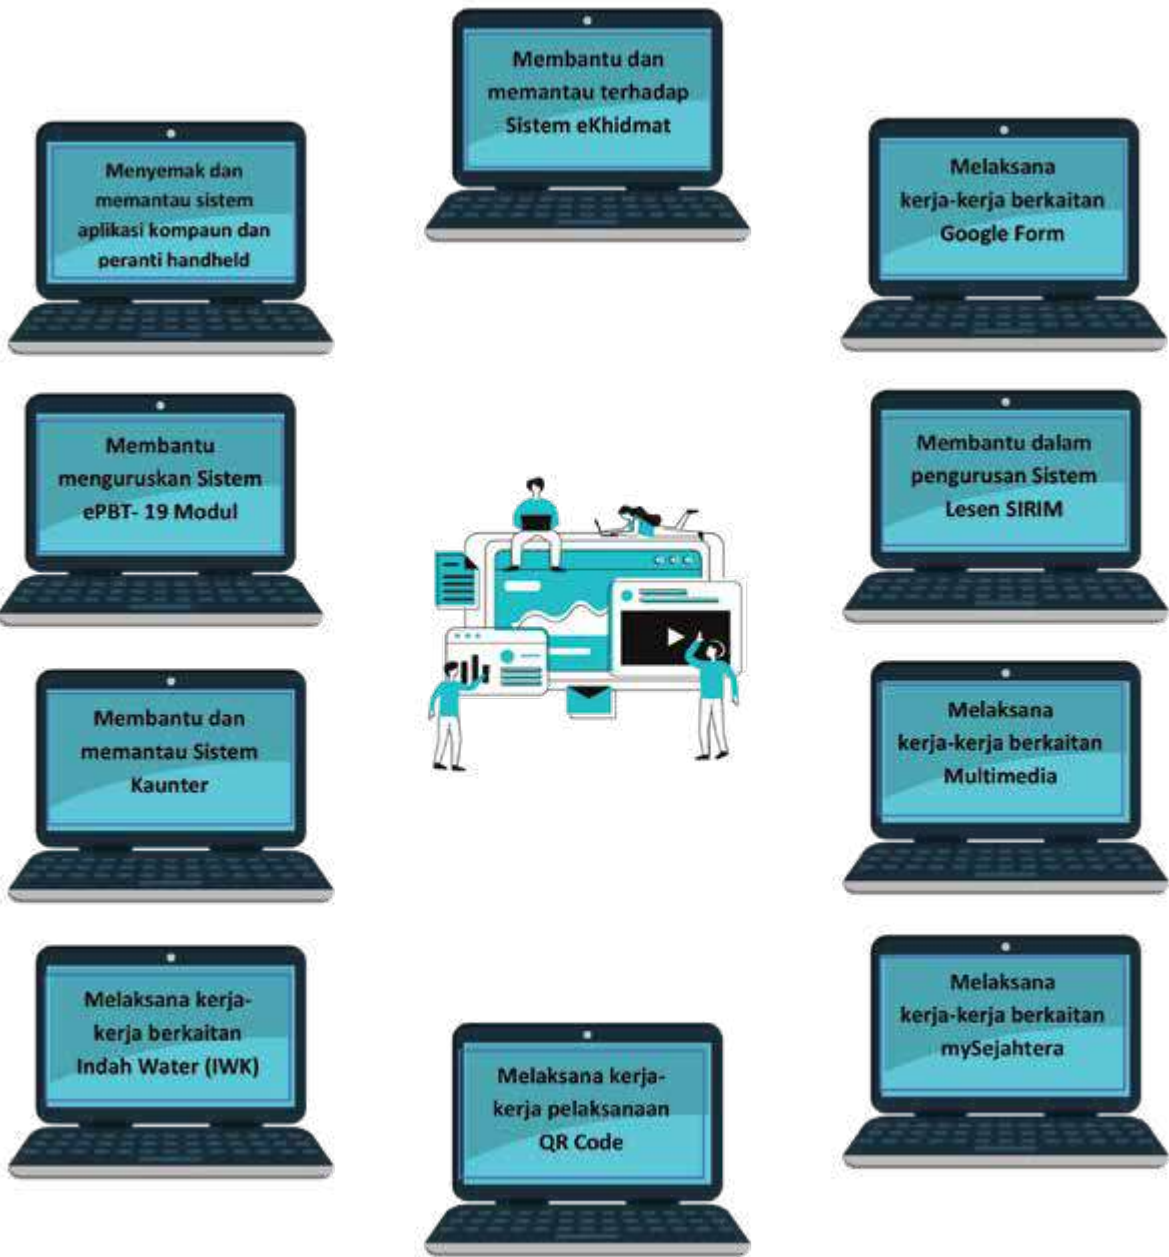 Membantu dan
memantau terhadap
Sistem eKhidmat
Menyemak dan
memantau sistem
aplikasi kompaun dan
peranti handheld
Melaksana
kerja-kerja berkaitan
Google Form
Membantu
menguruskan Sistem
ePBT- 19 Modul
Membantu dalam
pengurusan Sistem
Lesen SIRIM
Membantu dan
memantau Sistem
Kaunter
Melaksana
kerja-kerja berkaitan
Multimedia
Melaksana kerja-
kerja berkaitan
Indah Water (IWK)
Melaksana kerja-
kerja pelaksanaan
QR Code
Melaksana
kerja-kerja berkaitan
mySejahtera